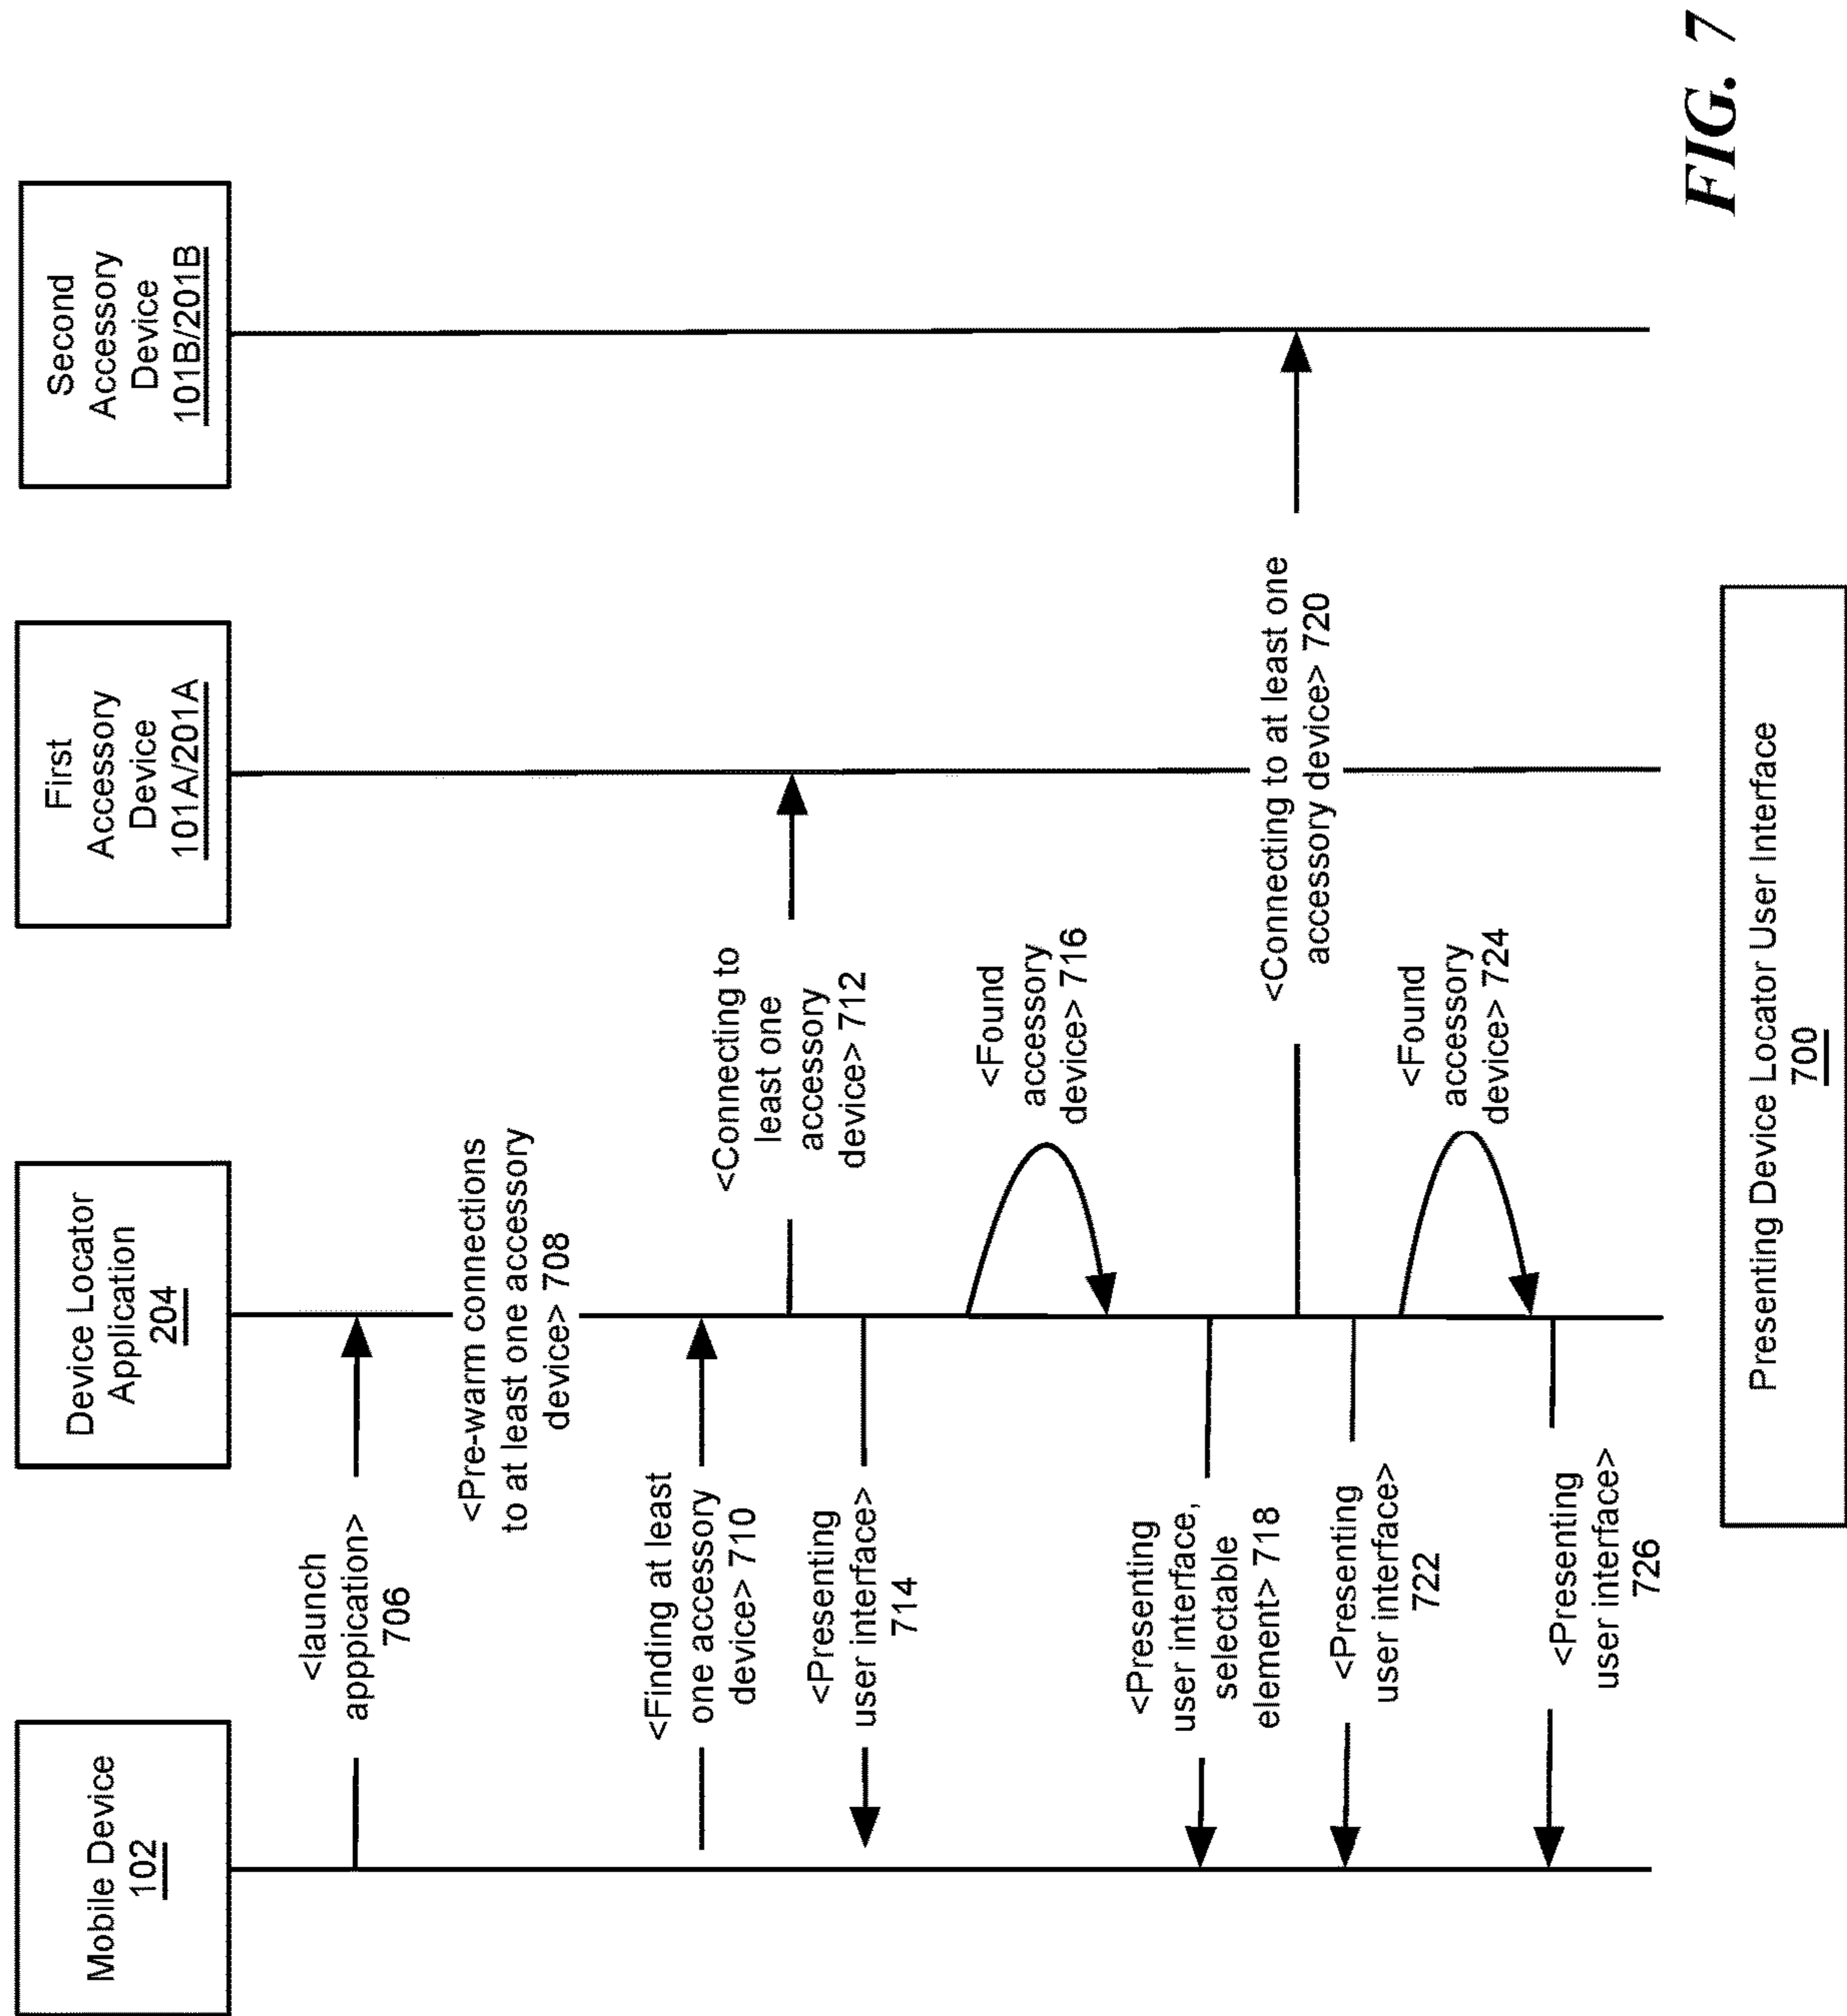 Mobile Device
102
Device Locator
Application
204
First
Accessory
Device
101A/201A
Second
Accessory
Device
101B/201B
<launch
apppication>
706
<Pre-warm connections
to at least one accessory
device> 708
<Finding at least
one accessory
device> 710
<Connecting to
least one
accessory
device> 712
<Presenting
user interface>
714
<Found
accessory
device> 716
<Presenting
user interface,
selectable
element> 718
<Connecting to at least one
accessory device> 720
<Presenting
user interface>
722
<Found
accessory
device> 724
<Presenting
user interface>
726
Presenting Device Locator User Interface
700
FIG. 7